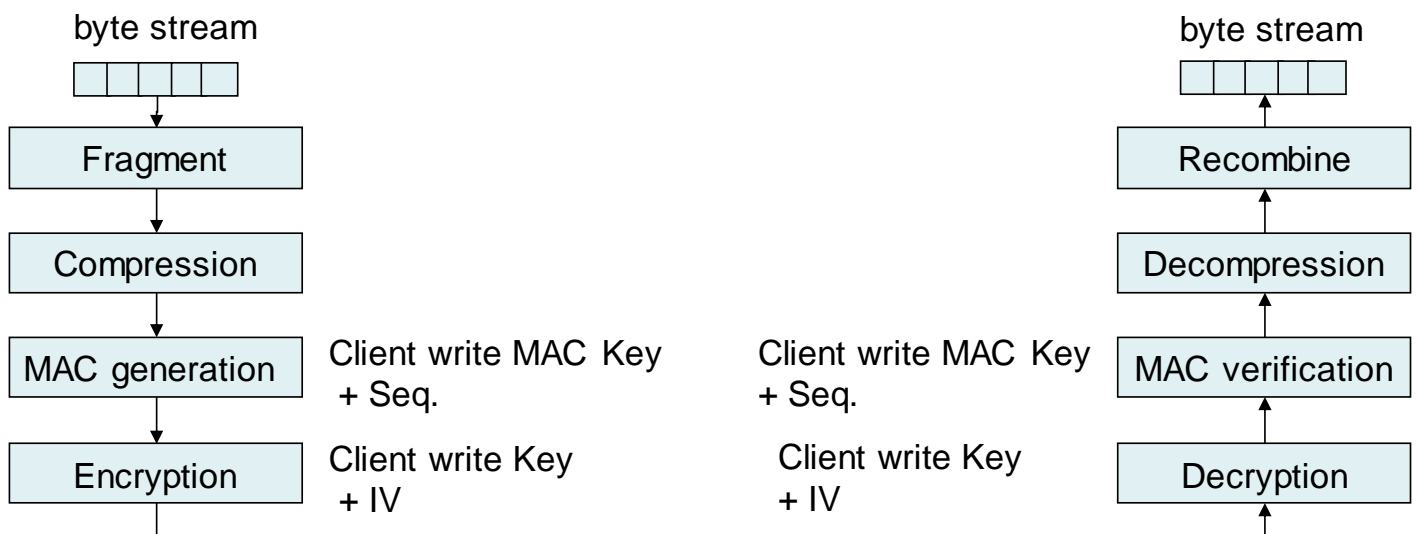 byte stream
Fragment
Compression
MAC generation
Client write MAC Key
+ Seq.
Encryption
Client write Key
+ IV
byte stream
Recombine
Decompression
Client write MAC Key
+ Seq.
MAC verification
Client write Key
+ IV
Decryption